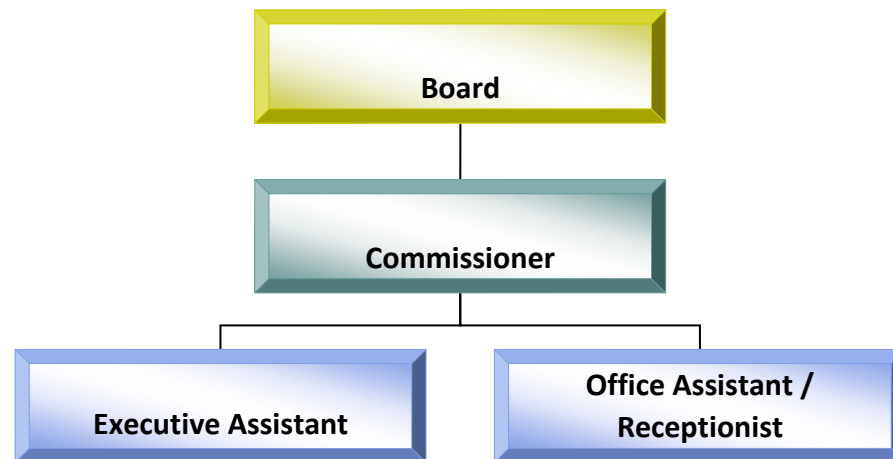 Board
Commissioner
Executive Assistant
Office Assistant /
Receptionist